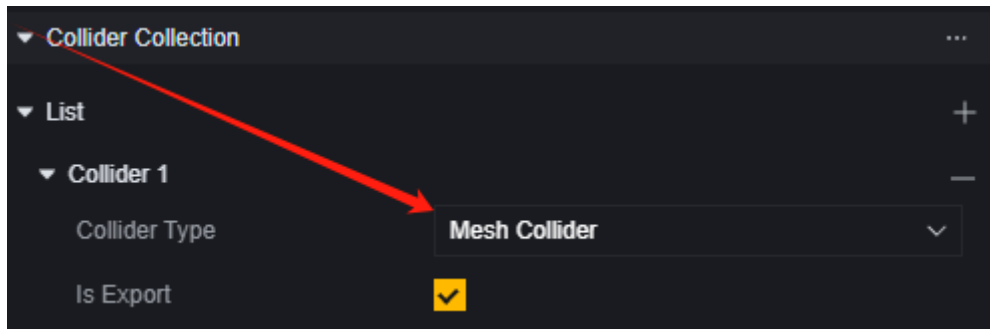 Collider Collection
List
Collider 1
Collider Type Mesh Collider
Is Export